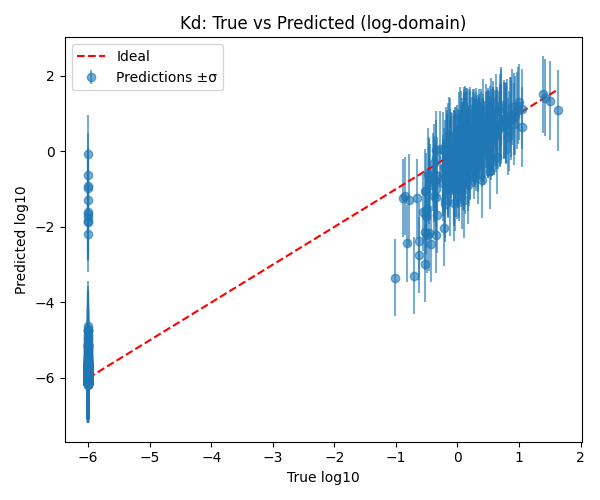 Kd: True vs Predicted (log-domain)
Ideal
Predictions ±σ
Predicted log10
2
0
−2
−4
−6
−6 −5 −4 −3 −2 −1 0 1 2
True log10